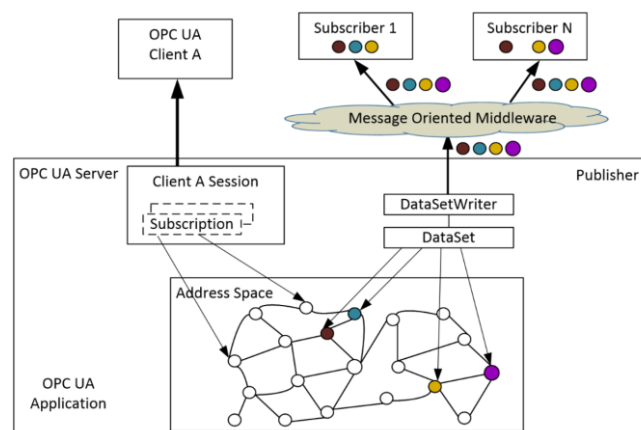 OPC UA
Client A
Subscriber 1
Subscriber N
Message Oriented Middleware
OPC UA Server
Client A Session
Publisher
Subscription
DataSetWriter
DataSet
Address Space
OPC UA
Application